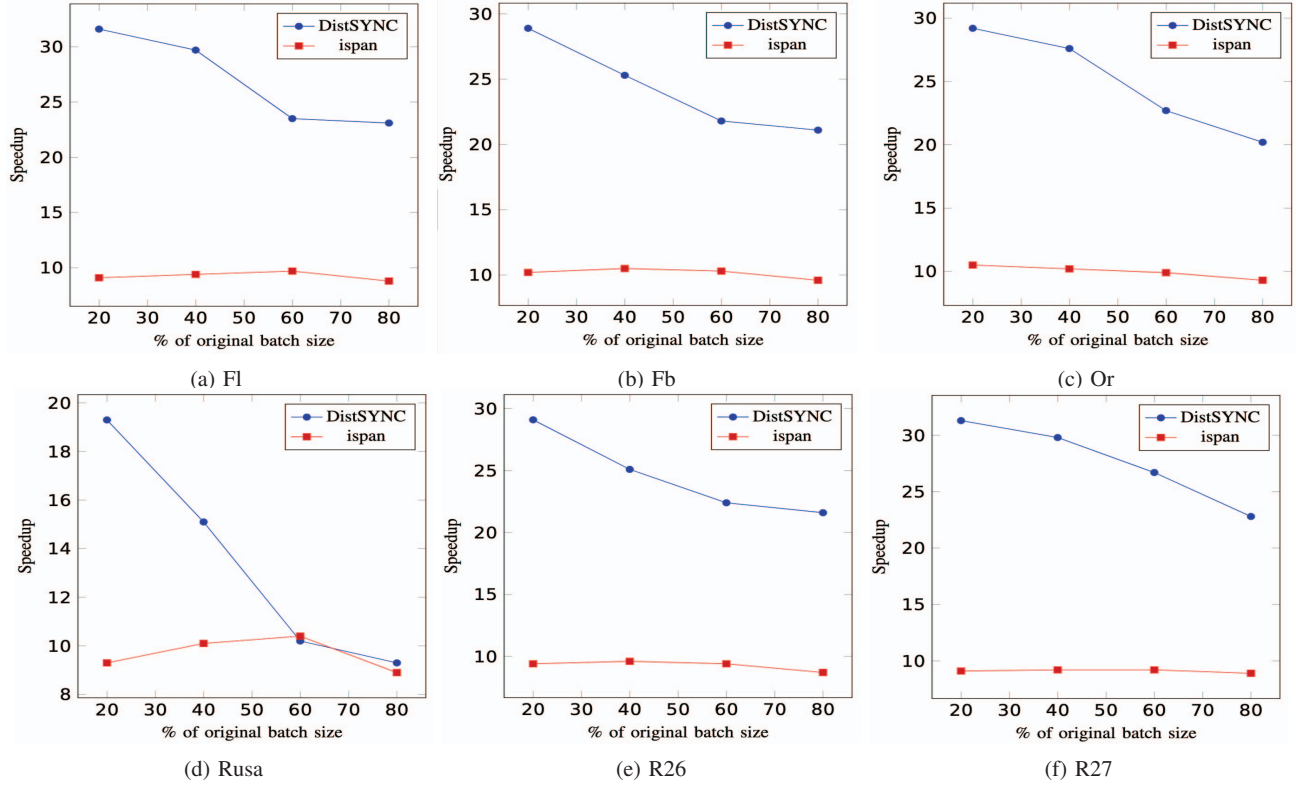 DistSYNC
ispan
30
25
20
15
10
Speedup
20 30 40 50 60 70 80
% of original batch size
(a) Fl
DistSYNC
ispan
30
25
20
15
10
Speedup
20 30 40 50 60 70 80
% of original batch size
(b) Fb
DistSYNC
ispan
30
25
20
15
10
Speedup
20 30 40 50 60 70 80
% of original batch size
(c) Or
DistSYNC
ispan
20
18
16
14
12
10
8
Speedup
20 30 40 50 60 70 80
% of original batch size
(d) Rusa
DistSYNC
ispan
30
25
20
15
10
Speedup
20 30 40 50 60 70 80
% of original batch size
(e) R26
DistSYNC
ispan
30
25
20
15
10
Speedup
20 30 40 50 60 70 80
% of original batch size
(f) R27